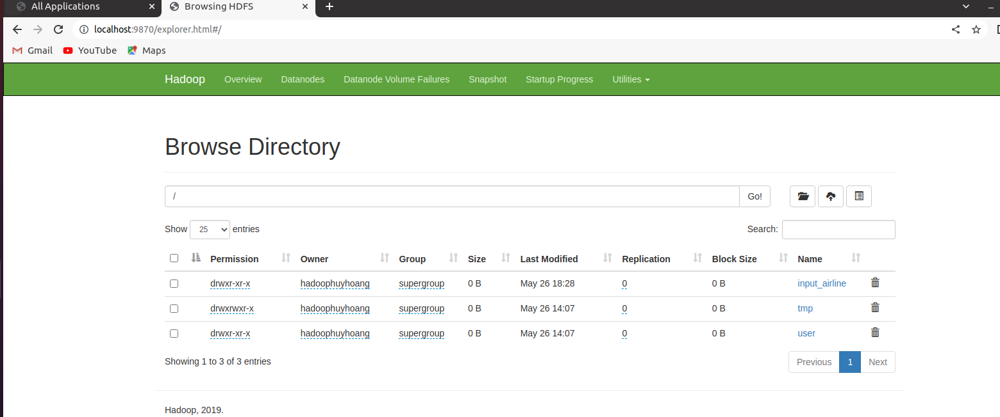 All Applications Browsing HDFS
localhost:9870/explorer.html#/
Gmail YouTube Maps
Hadoop Overview Datanodes Datanode Volume Failures Snapshot Startup Progress Utilities
Browse Directory
/ Go!
Show 25 entries Search:
Permission Owner Group Size Last Modified Replication Block Size Name
drwxr-xr-x hadoophuyhoang supergroup 0 B May 26 18:28 0 0 B input_airline
drwxrwxr-x hadoophuyhoang supergroup 0 B May 26 14:07 0 0 B tmp
drwxr-xr-x hadoophuyhoang supergroup 0 B May 26 14:07 0 0 B user
Showing 1 to 3 of 3 entries Previous 1 Next
Hadoop, 2019.